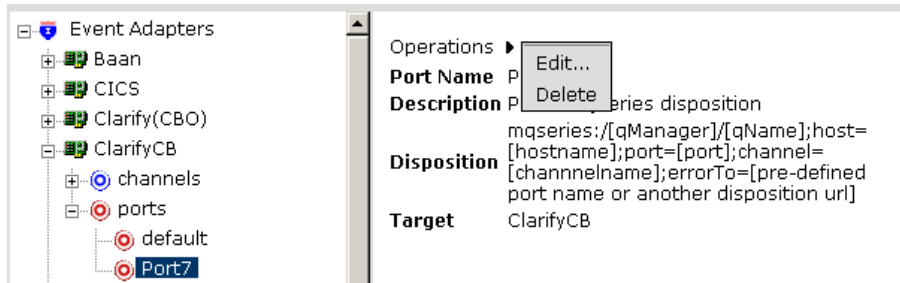 Event Adapters
Baan
CICS
Clarify(CBO)
ClarifyCB
channels
ports
default
Port7
Operations
Edit...
Delete
Port Name P
Description P eries disposition
Disposition mqseries:/[qManager]/[qName];host=
[hostname];port=[port];channel=
[channnelname];errorTo=[pre-defined
port name or another disposition url]
Target ClarifyCB